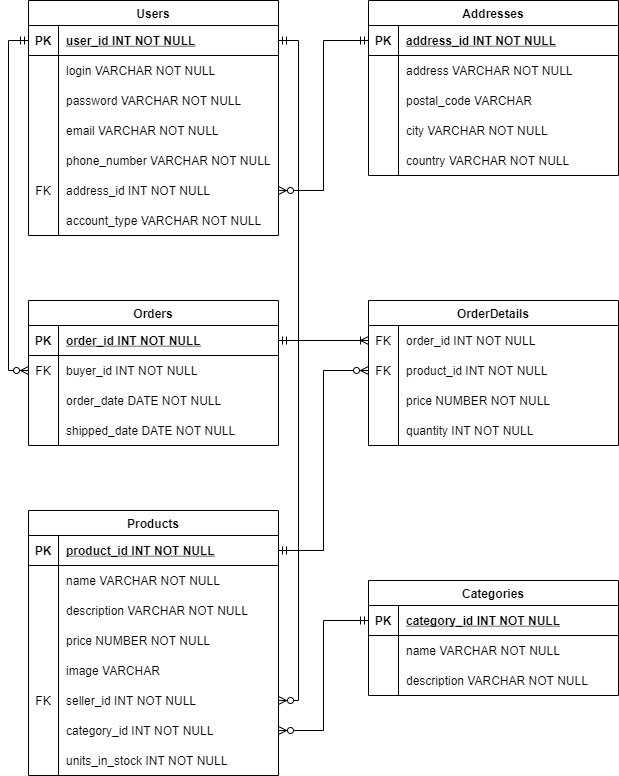 Users
PK user_id INT NOT NULL
login VARCHAR NOT NULL
password VARCHAR NOT NULL
email VARCHAR NOT NULL
phone_number VARCHAR NOT NULL
FK address_id INT NOT NULL
account_type VARCHAR NOT NULL
Addresses
PK address_id INT NOT NULL
address VARCHAR NOT NULL
postal_code VARCHAR
city VARCHAR NOT NULL
country VARCHAR NOT NULL
Orders
PK order_id INT NOT NULL
FK buyer_id INT NOT NULL
order_date DATE NOT NULL
shipped_date DATE NOT NULL
OrderDetails
FK order_id INT NOT NULL
FK product_id INT NOT NULL
price NUMBER NOT NULL
quantity INT NOT NULL
Products
PK product_id INT NOT NULL
name VARCHAR NOT NULL
description VARCHAR NOT NULL
price NUMBER NOT NULL
image VARCHAR
FK seller_id INT NOT NULL
category_id INT NOT NULL
units_in_stock INT NOT NULL
Categories
PK category_id INT NOT NULL
name VARCHAR NOT NULL
description VARCHAR NOT NULL